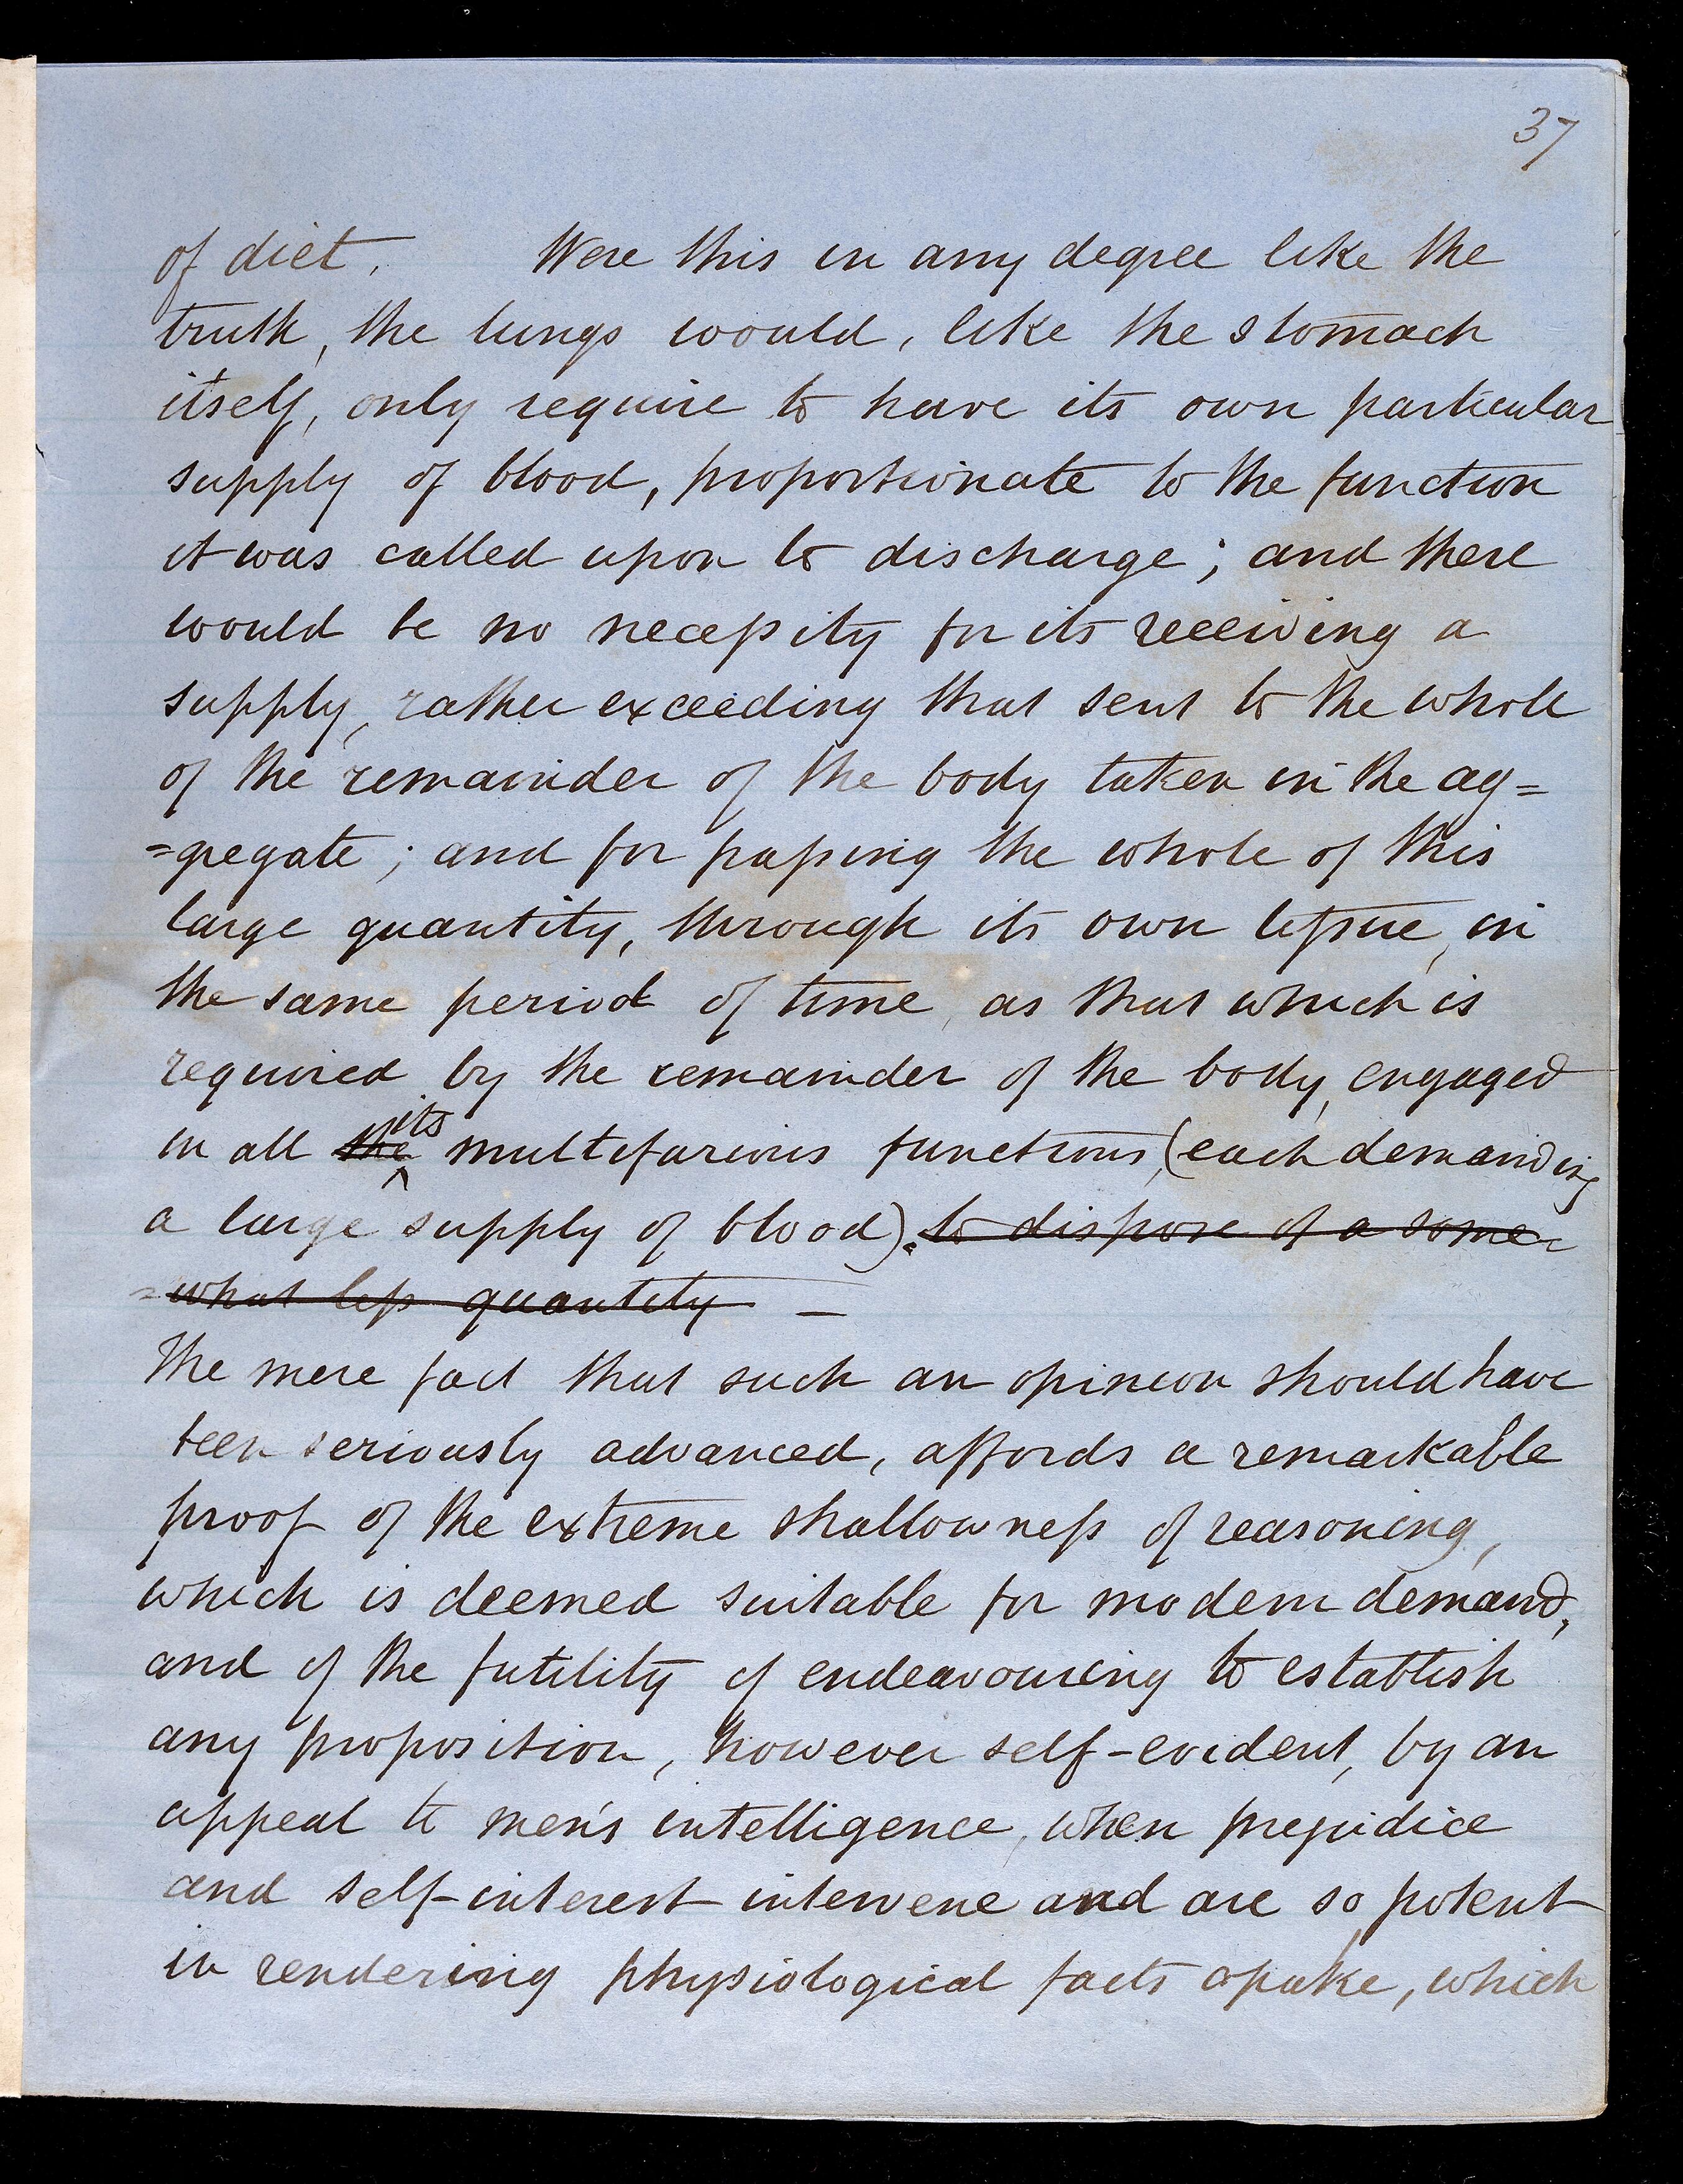 37
of diet. Were this in any degree like the
truth, the lungs would, like the stomach
itself, only require to have its own particular
supply of blood, proportionate to the function
it was called upon to discharge; and there
would be no necessity for its receiving a
supply, rather exceeding that sent to the whole
of the remainder of the body taken in the ag=
=gregate; and for passing the whole of this
large quantity, through its own tissue, in
the same period of time, as that which is
required by the remainder of the body, engaged
in all the its multifarious functions, (each demanding
a large supply of blood). to dispose of a some=
=what less quantity —
The mere fact that such an opinion should have
been seriously advanced, affords a remarkable
proof of the extreme shallowness of reasoning,
which is deemed suitable for modern demand,
and of the futility of endeavouring to establish
any proposition, however self-evident, by an
appeal to men's intelligence, when prejudice
and self-interest intervene and are so potent
in rendering physiological facts opake, which